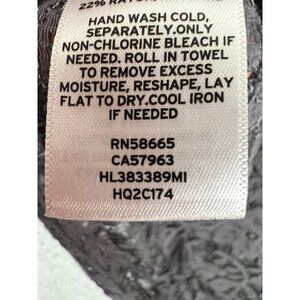 22%
HAND WASH COLD,
SEPARATELY.ONLY
NON-CHLORINE BLEACH IF
NEEDED. ROLL IN TOWEL
TO REMOVE EXCESS
MOISTURE, RESHAPE, LAY
FLAT TO DRY.COOL IRON
IF NEEDED
RN58665
CA57963
HL383389MI
HQ2C174